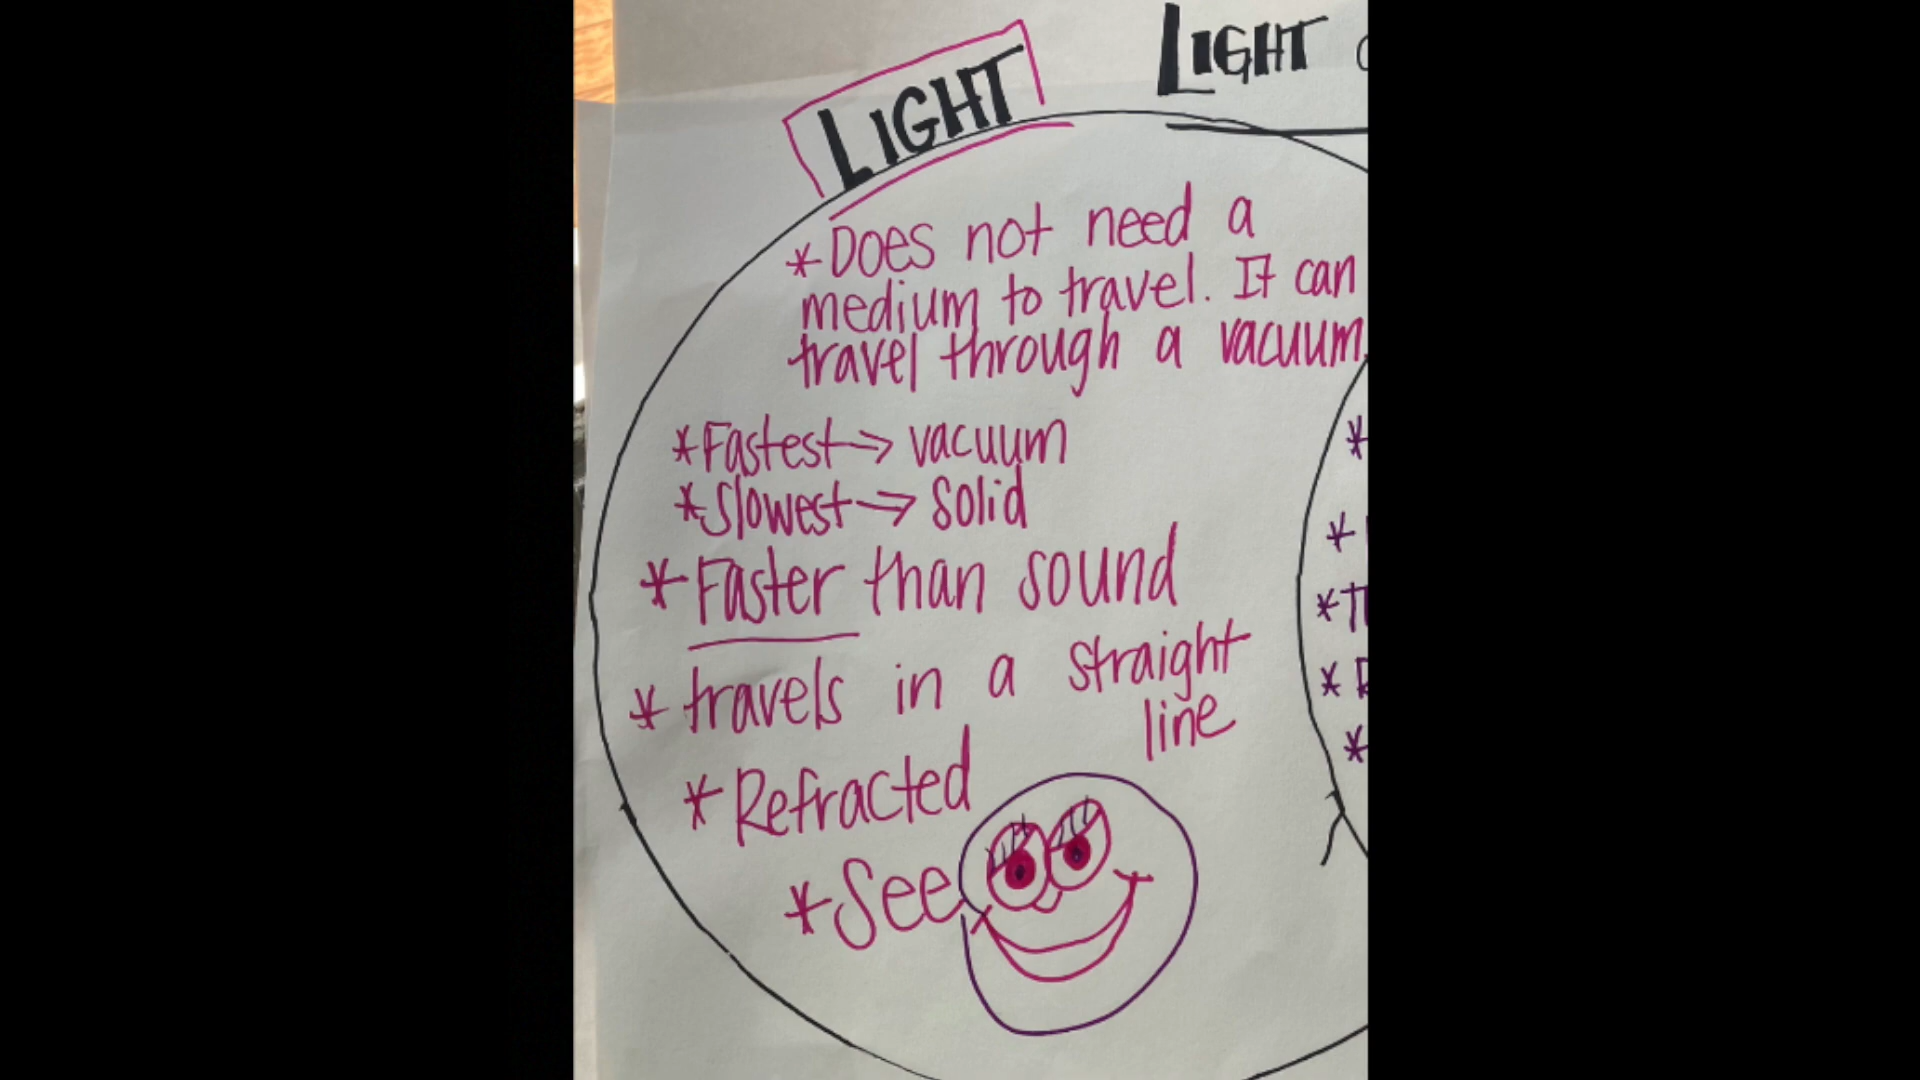 LIGHT
LIGHT
*DOES not need a
medium to travel. It can
travel through a vacuum.
*Fastest→ vacuum
*Slowest→ Solid
*Faster than sound
*travels in a straight
line
*Refracted
*See
*
*
*
*
*